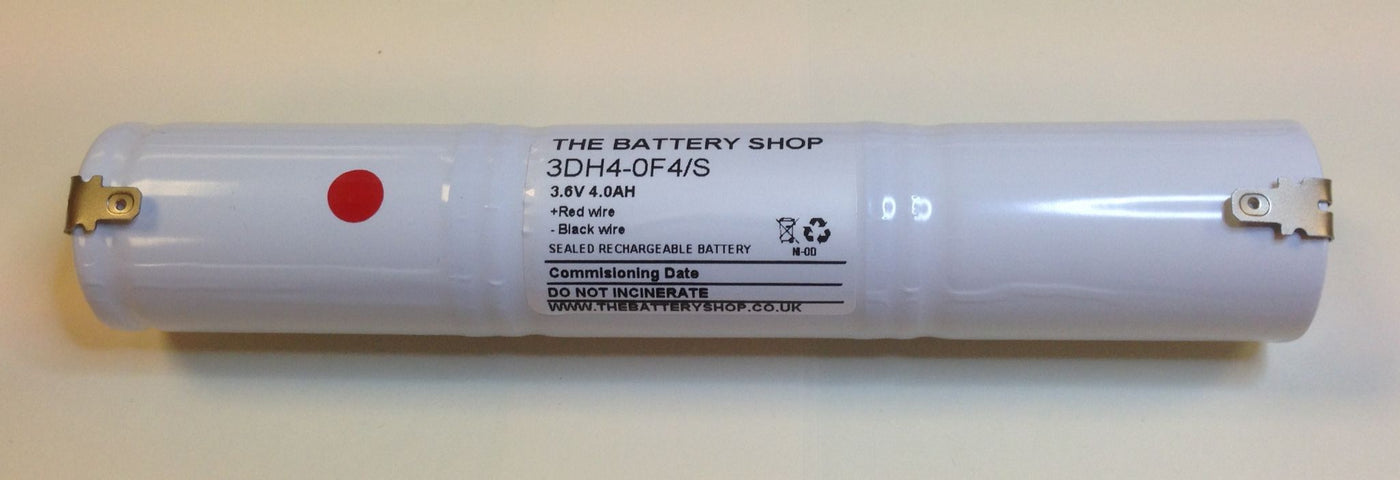 THE BATTERY SHOP
3DH4-0F4/S
3.6V 4.0AH
+Red wire
- Black wire
SEALED RECHARGEABLE BATTERY
NI-CD
Commisioning Date
DO NOT INCINERATE
WWW.THEBATTERYSHOP.CO.UK